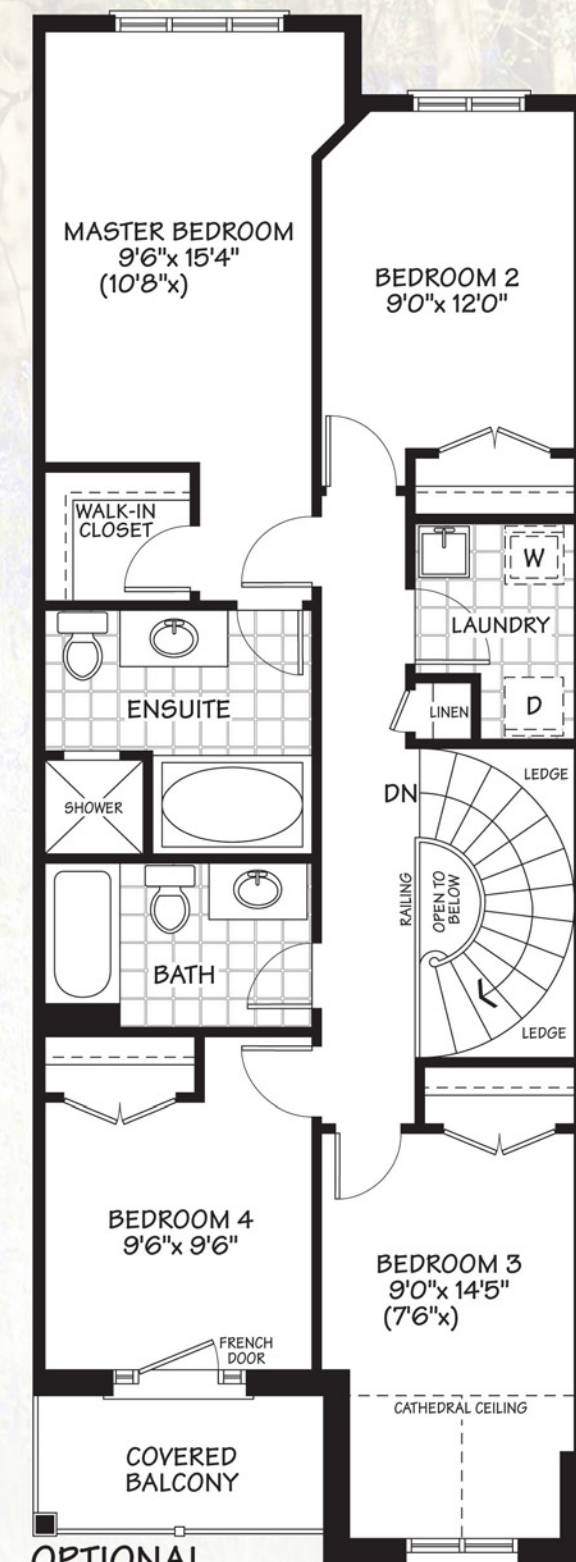 MASTER BEDROOM
9'6"x 15'4"
(10'8"x)
BEDROOM 2
9'0"x 12'0"
WALK-IN
CLOSET
W
LAUNDRY
ENSUITE
LINEN
D
SHOWER
DN
LEDGE
RAILING
OPEN TO
BELOW
BATH
LEDGE
BEDROOM 4
9'6"x 9'6"
BEDROOM 3
9'0"x 14'5"
(7'6"x)
FRENCH
DOOR
CATHEDRAL CEILING
COVERED
BALCONY
OPTIONAL